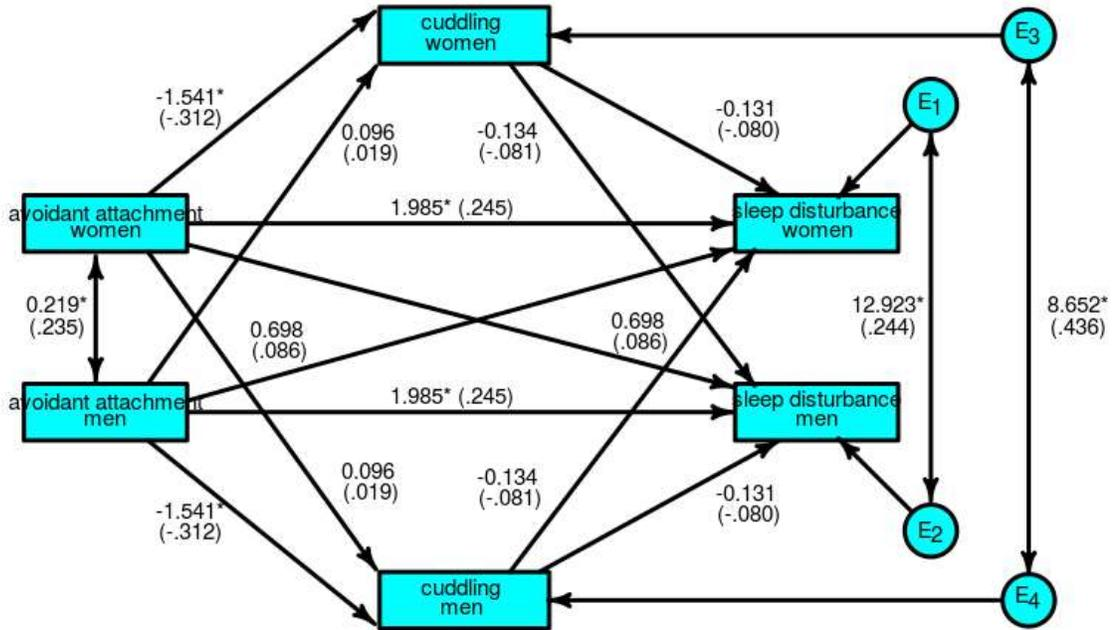 cuddling
women
E3
E1
-1.541*
(-.312)
0.096
(.019)
-0.134
(-.081)
-0.131
(-.080)
avoidant attachment
women
1.985* (.245)
sleep disturbance
women
0.219*
(.235)
0.698
(.086)
0.698
(.086)
12.923*
(.244)
8.652*
(.436)
avoidant attachment
men
1.985* (.245)
sleep disturbance
men
-1.541*
(-.312)
0.096
(.019)
-0.134
(-.081)
-0.131
(-.080)
E2
cuddling
men
E4